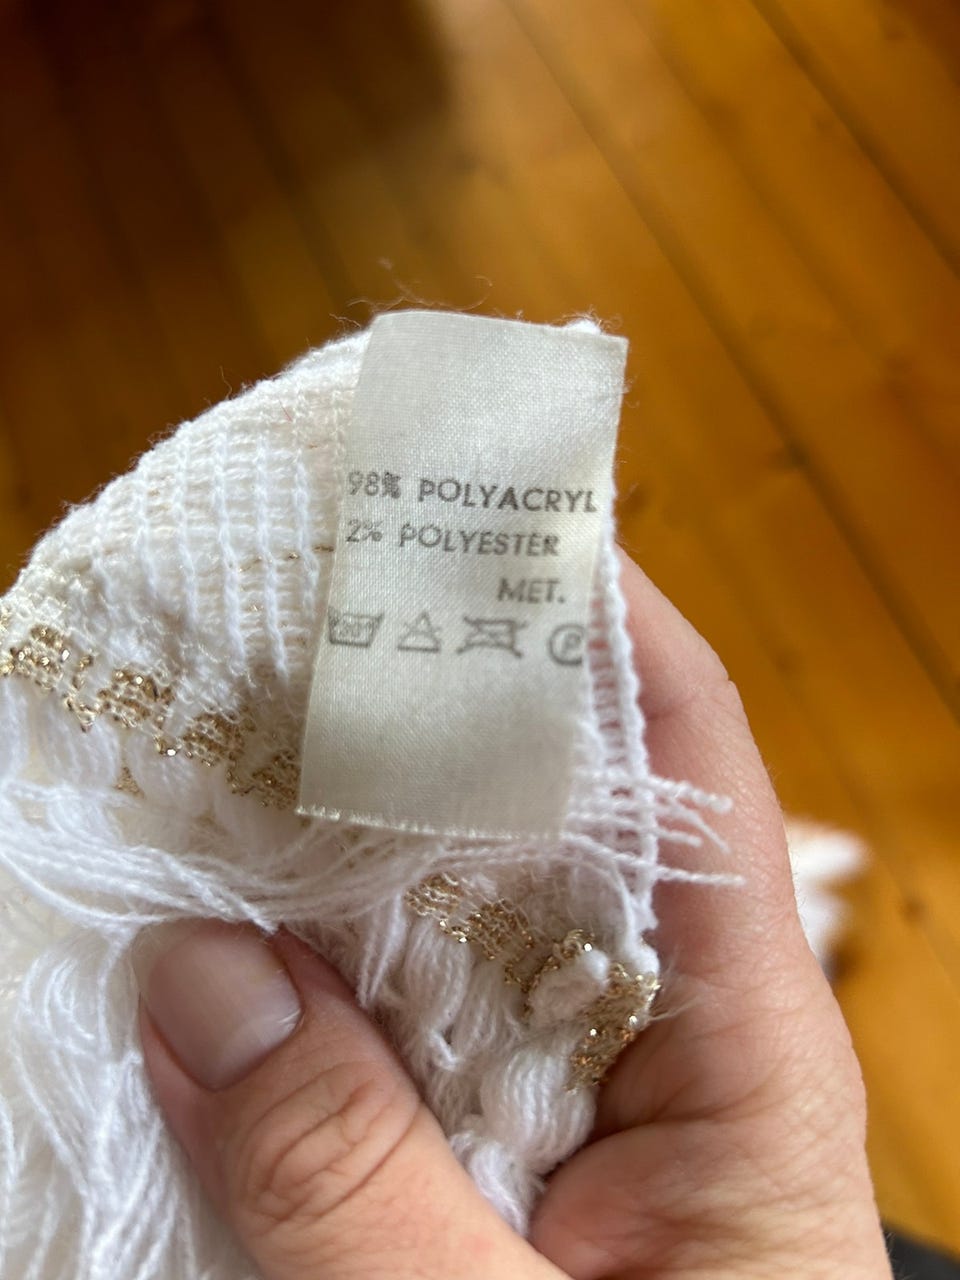 98% POLYACRYL
2% POLYESTER
MET.
P